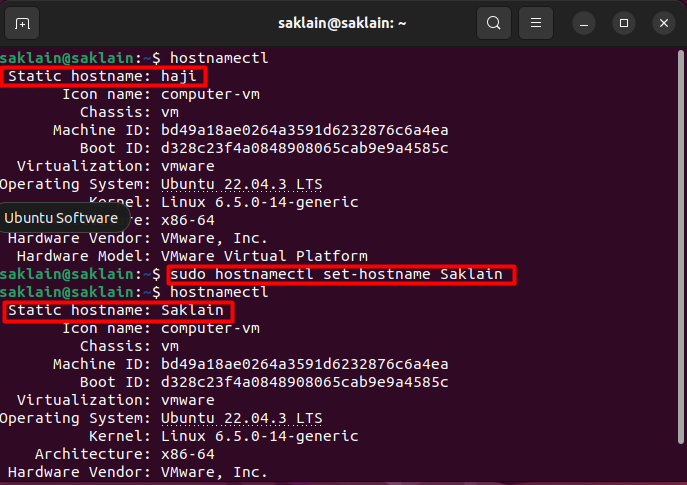 saklain@saklain: ~
saklain@saklain:~$ hostnamectl
Static hostname: haji
Icon name: computer-vm
Chassis: vm
Machine ID: bd49a18ae0264a3591d6232876c6a4ea
Boot ID: d328c23f4a0848908065cab9e9a4585c
Virtualization: vmware
Operating System: Ubuntu 22.04.3 LTS
Kernel: Linux 6.5.0-14-generic
Ubuntu Software
re: x86-64
Hardware Vendor: VMware, Inc.
Hardware Model: VMware Virtual Platform
saklain@saklain:~$ sudo hostnamectl set-hostname Saklain
saklain@saklain:~$ hostnamectl
Static hostname: Saklain
Icon name: computer-vm
Chassis: vm
Machine ID: bd49a18ae0264a3591d6232876c6a4ea
Boot ID: d328c23f4a0848908065cab9e9a4585c
Virtualization: vmware
Operating System: Ubuntu 22.04.3 LTS
Kernel: Linux 6.5.0-14-generic
Architecture: x86-64
Hardware Vendor: VMware, Inc.